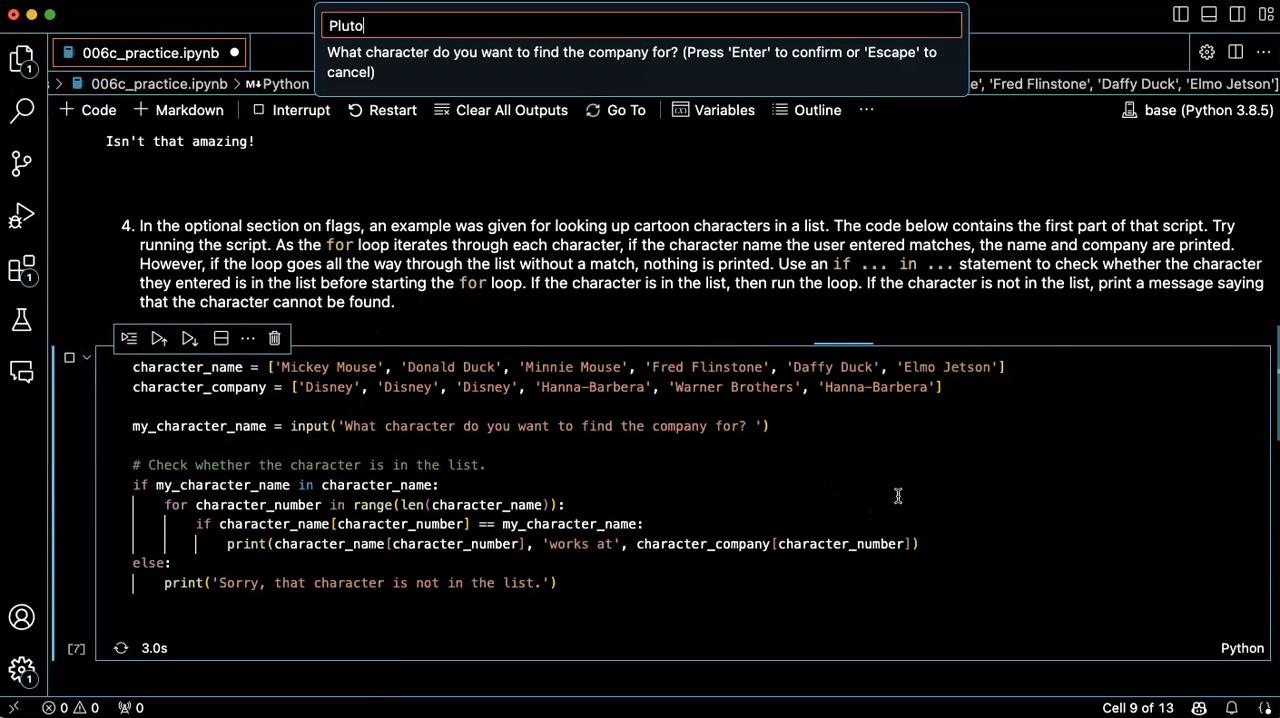 Pluto
What character do you want to find the company for? (Press 'Enter' to confirm or 'Escape' to
cancel)
006c_practice.ipynb
006c_practice.ipynb > Python
e', 'Fred Flinstone', 'Daffy Duck', 'Elmo Jetson']
+ Code + Markdown Interrupt Restart Clear All Outputs Go To Variables Outline ... base (Python 3.8.5)
Isn't that amazing!
4. In the optional section on flags, an example was given for looking up cartoon characters in a list. The code below contains the first part of that script. Try
running the script. As the for loop iterates through each character, if the character name the user entered matches, the name and company are printed.
However, if the loop goes all the way through the list without a match, nothing is printed. Use an if ... in ... statement to check whether the character
they entered is in the list before starting the for loop. If the character is in the list, then run the loop. If the character is not in the list, print a message saying
that the character cannot be found.
character_name = ['Mickey Mouse', 'Donald Duck', 'Minnie Mouse', 'Fred Flinstone', 'Daffy Duck', 'Elmo Jetson']
character_company = ['Disney', 'Disney', 'Disney', 'Hanna-Barbera', 'Warner Brothers', 'Hanna-Barbera']
my_character_name = input('What character do you want to find the company for? ')
# Check whether the character is in the list.
if my_character_name in character_name:
for character_number in range(len(character_name)):
if character_name[character_number] == my_character_name:
print(character_name[character_number], 'works at', character_company[character_number])
else:
print('Sorry, that character is not in the list.')
[7] 3.0s Python
0 0 0 Cell 9 of 13